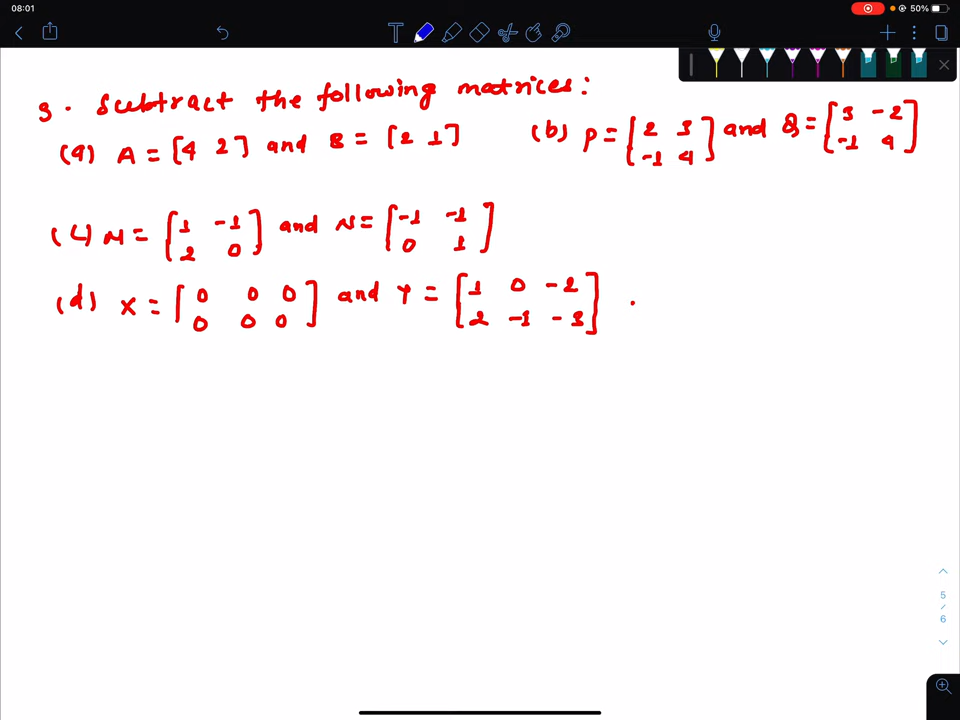 08:01
50%
3. Subtract the following matrices:
(a) A = [4 2] and B = [2 1] (b) P = [2 3 and Q = [3 -2
-1 4] -1 4]
(c) M = [1 -1 and N = [-1 -1
2 0] 0 1]
(d) X = [0 0 0 and Y = [1 0 -2
0 0 0] 2 -1 -3] .
5
/
6